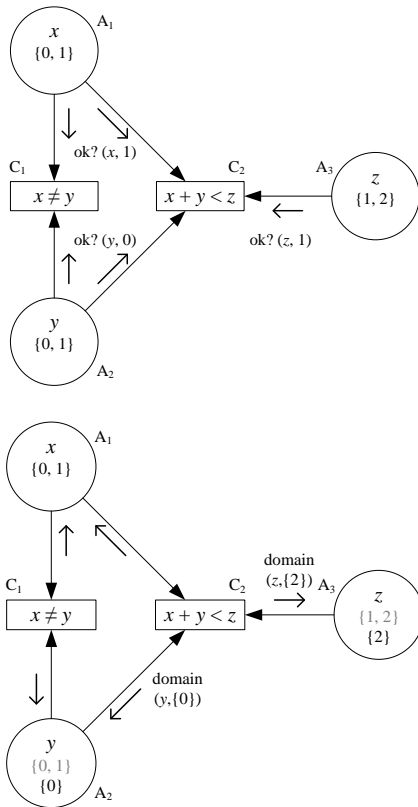 A1
x
{0, 1}
ok? (x, 1)
C1
C2
A3
x ≠ y
x + y < z
z
{1, 2}
ok? (y, 0)
ok? (z, 1)
y
{0, 1}
A2
A1
x
{0, 1}
domain
(z,{2})
C1
C2
A3
x ≠ y
x + y < z
z
{1, 2}
{2}
domain
(y,{0})
y
{0, 1}
{0}
A2